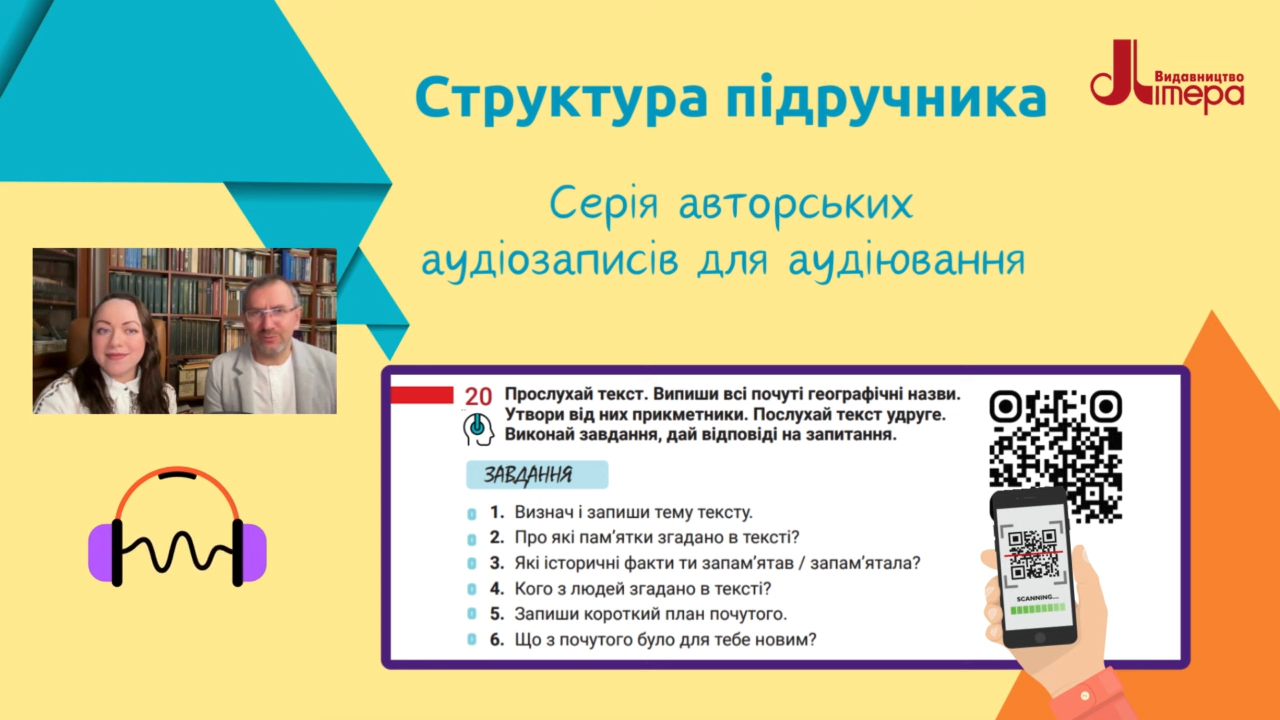 Структура підручника
Видавництво
Літера
Серія авторських
аудіозаписів для аудіювання
20 Прослухай текст. Випиши всі почуті географічні назви.
Утвори від них прикметники. Послухай текст удруге.
Виконай завдання, дай відповіді на запитання.
ЗАВДАННЯ
1. Визнач і запиши тему тексту.
2. Про які пам’ятки згадано в тексті?
3. Які історичні факти ти запам’ятав / запам’ятала?
4. Кого з людей згадано в тексті?
5. Запиши короткий план почутого.
6. Що з почутого було для тебе новим?
SCANNING...